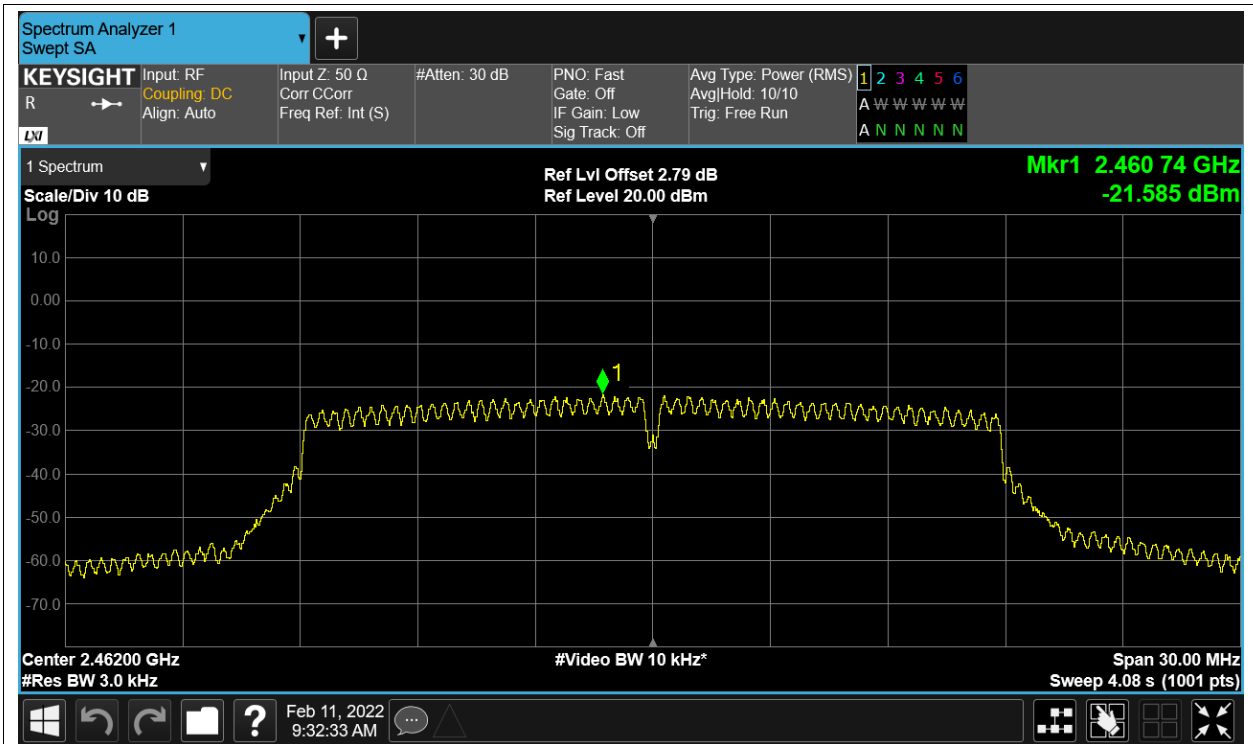 Spectrum Analyzer 1
Swept SA
KEYSIGHT
R
LXI
Input: RF
Coupling: DC
Align: Auto
Input Z: 50 Ω
Corr CCorr
Freq Ref: Int (S)
#Atten: 30 dB
PNO: Fast
Gate: Off
IF Gain: Low
Sig Track: Off
Avg Type: Power (RMS)
Avg|Hold: 10/10
Trig: Free Run
1 2 3 4 5 6
A W W W W W
A N N N N N
1 Spectrum
Scale/Div 10 dB
Log
Ref Lvl Offset 2.79 dB
Ref Level 20.00 dBm
Mkr1 2.460 74 GHz
-21.585 dBm
10.0
0.00
-10.0
-20.0
-30.0
-40.0
-50.0
-60.0
-70.0
1
Center 2.46200 GHz
#Res BW 3.0 kHz
#Video BW 10 kHz*
Span 30.00 MHz
Sweep 4.08 s (1001 pts)
?
Feb 11, 2022
9:32:33 AM